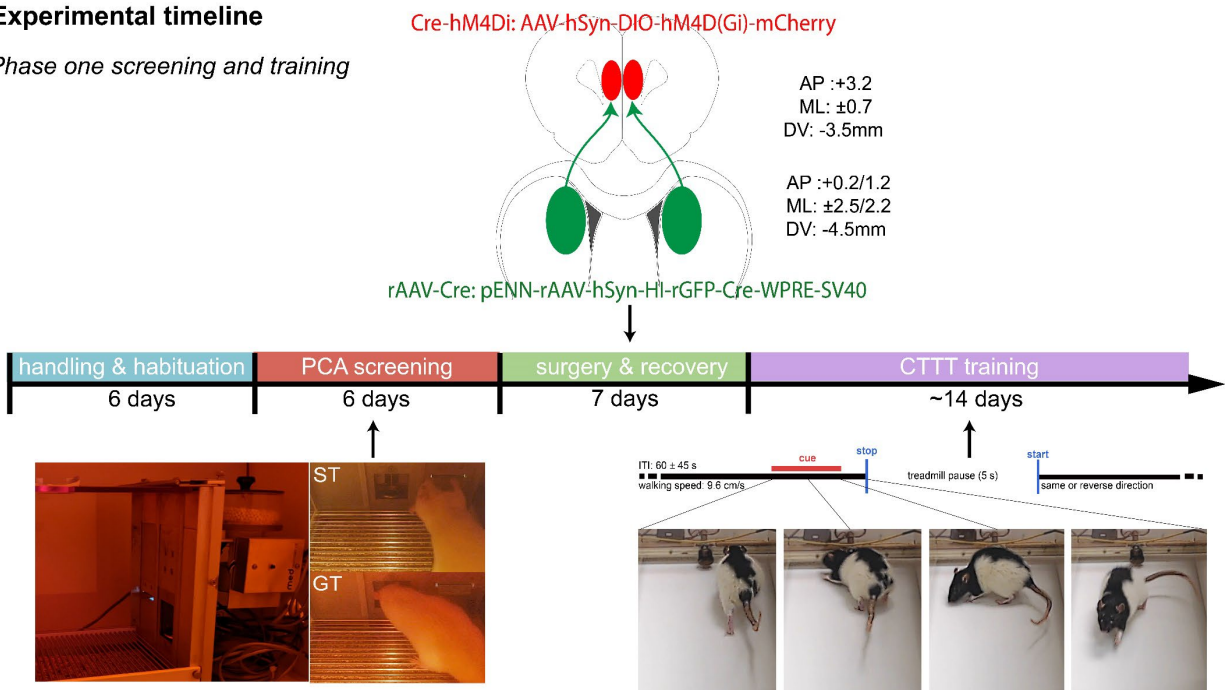 Experimental timeline
Phase one screening and training
Cre-hM4Di: AAV-hSyn-DIO-hM4D(Gi)-mCherry
AP :+3.2
ML: ±0.7
DV: -3.5mm
AP :+0.2/1.2
ML: ±2.5/2.2
DV: -4.5mm
rAAV-Cre: pENN-rAAV-hSyn-HI-rGFP-Cre-WPRE-SV40
handling & habituation
PCA screening
surgery & recovery
CTTT training
6 days
6 days
7 days
~14 days
ST
GT
med
ITI: 60 ± 45 s
cue
stop
treadmill pause (5 s)
start
walking speed: 9.6 cm/s
same or reverse direction